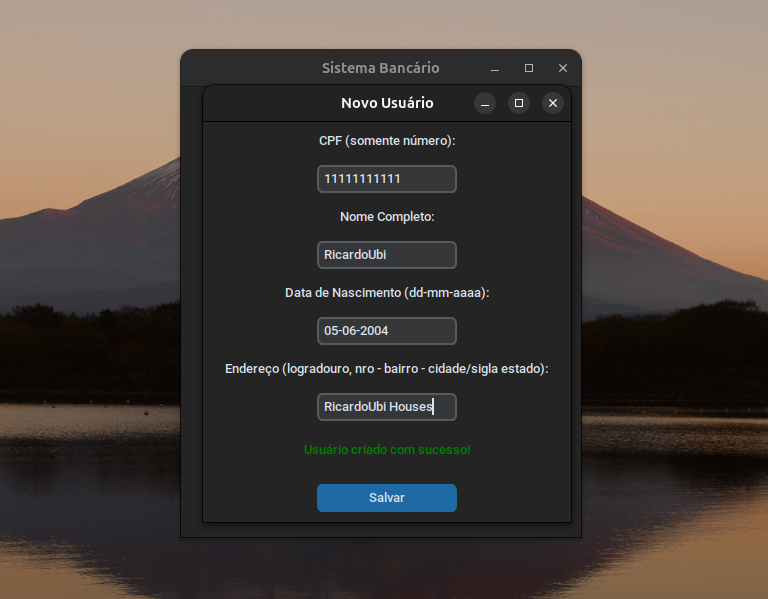 Sistema Bancário
Novo Usuário
CPF (somente número):
11111111111
Nome Completo:
RicardoUbi
Data de Nascimento (dd-mm-aaaa):
05-06-2004
Endereço (logradouro, nro - bairro - cidade/sigla estado):
RicardoUbi Houses
Usuário criado com sucesso!
Salvar